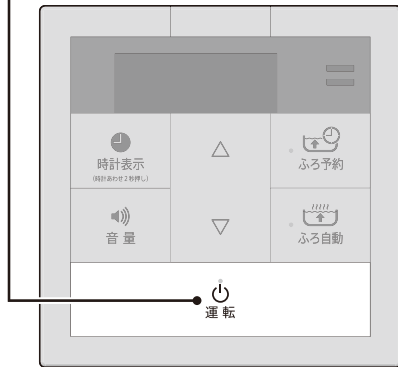 時計表示
(時計あわせ2秒押し)
ふろ予約
音量
ふろ自動
運転